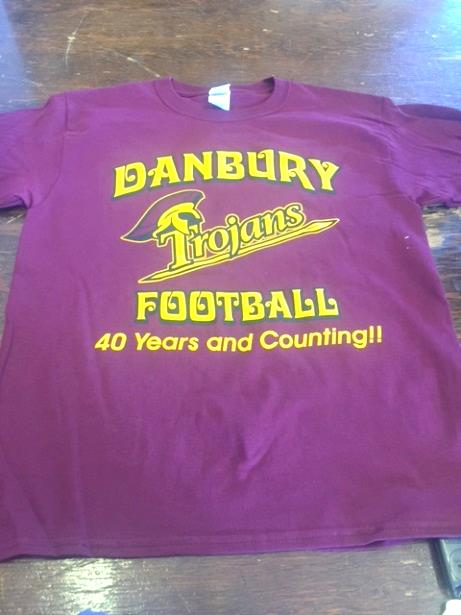 DANBURY
Trojans
FOOTBALL
40 Years and Counting!!